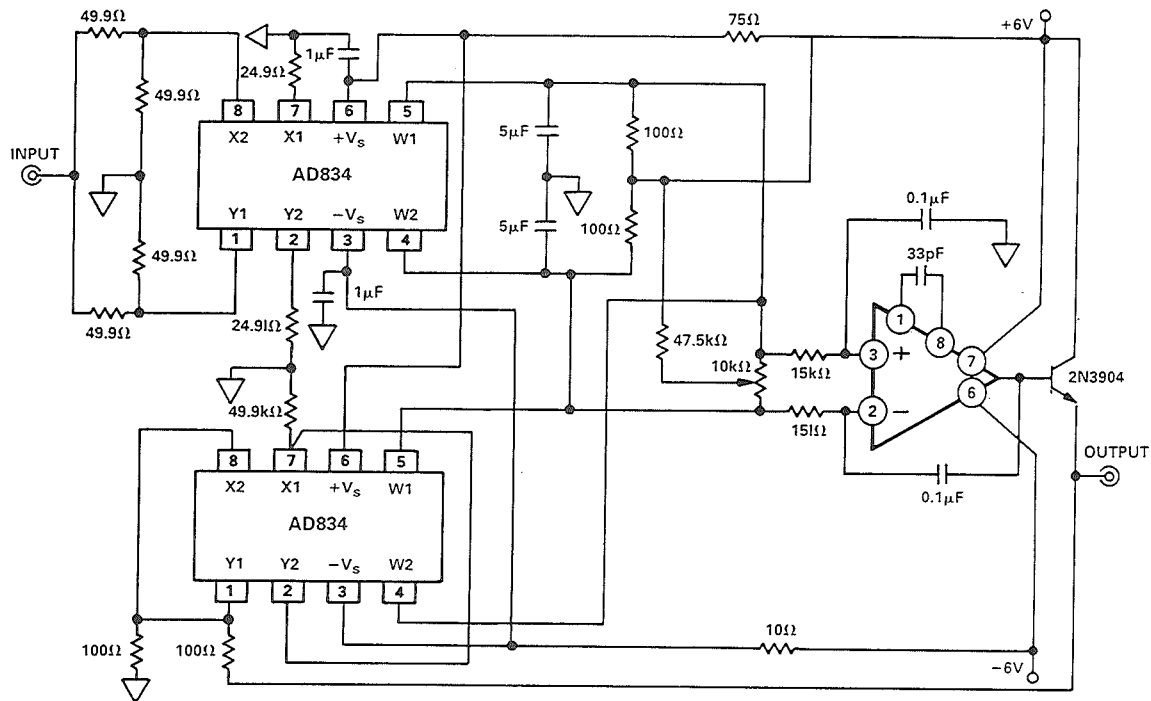 49.9Ω
1μF
75Ω
+6V
24.9Ω
49.9Ω
8
7
6
5
X2
X1
+Vs
W1
5μF
100Ω
INPUT
AD834
Y1
Y2
−Vs
W2
1
2
3
4
5μF
100Ω
0.1μF
49.9Ω
33pF
1μF
49.9Ω
24.9IΩ
47.5kΩ
10kΩ
15kΩ
1
8
3
+
7
2N3904
49.9kΩ
2
−
6
15IΩ
8
7
6
5
OUTPUT
X2
X1
+Vs
W1
0.1μF
AD834
Y1
Y2
−Vs
W2
1
2
3
4
100Ω
100Ω
10Ω
−6V